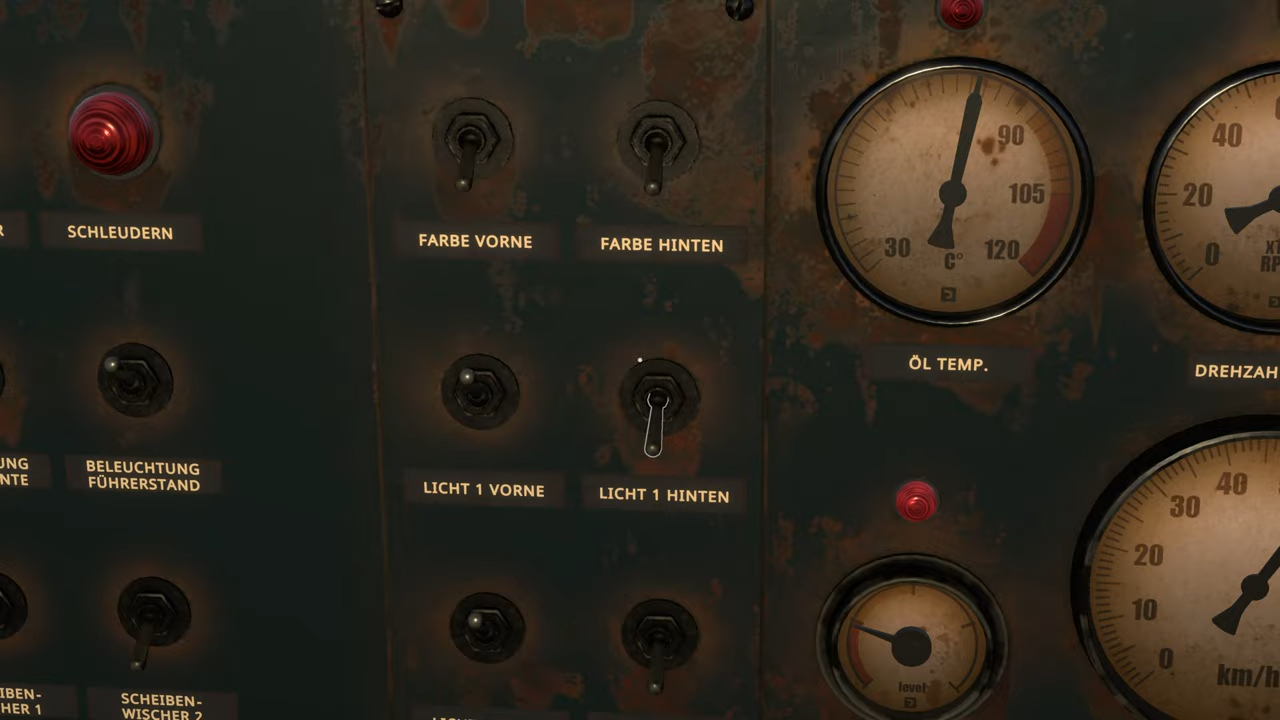 SCHLEUDERN
FARBE VORNE
FARBE HINTEN
30
90
105
120
C°
ÖL TEMP.
0
20
40
DREHZAH
BELEUCHTUNG
FÜHRERSTAND
LICHT 1 VORNE
LICHT 1 HINTEN
SCHEIBEN-
WISCHER 2
level
0
10
20
30
40
km/h